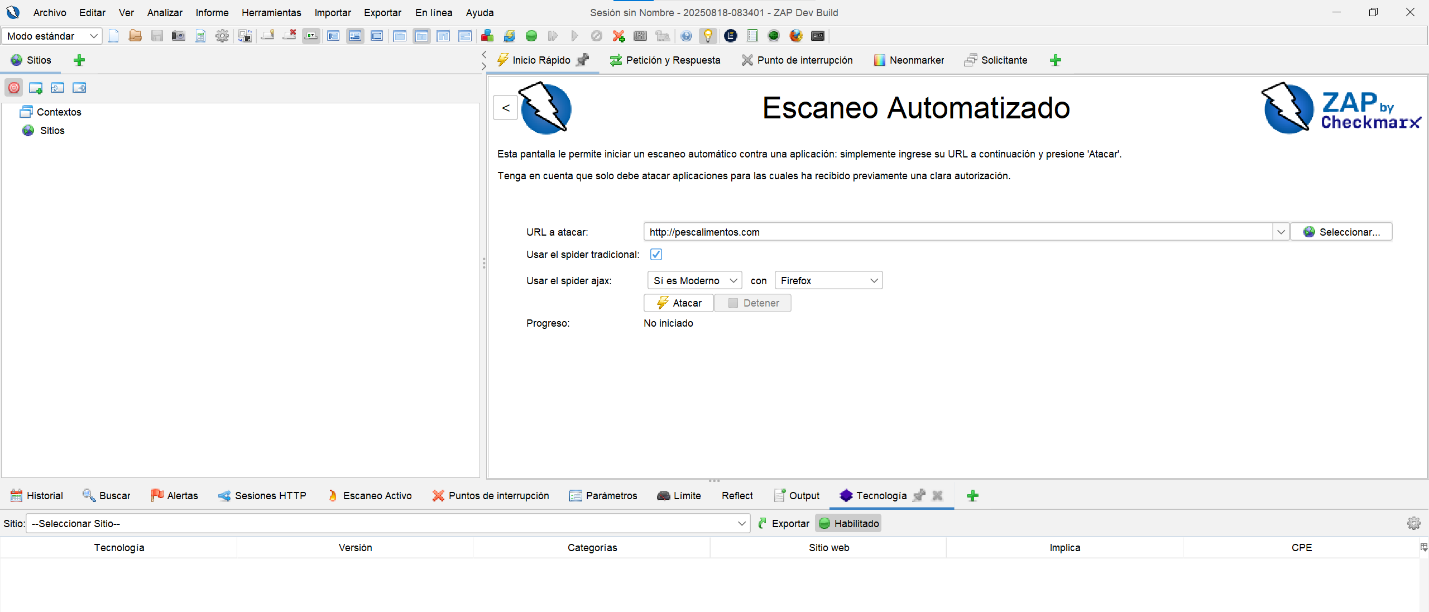 Archivo Editar Ver Analizar Informe Herramientas Importar Exportar En línea Ayuda Sesión sin Nombre - 20250818-083401 - ZAP Dev Build
Modo estándar
Sitios
Inicio Rápido Petición y Respuesta Punto de interrupción Neonmarker Solicitante
Contextos
Sitios
<
Escaneo Automatizado
ZAP by
Checkmarx
Esta pantalla le permite iniciar un escaneo automático contra una aplicación: simplemente ingrese su URL a continuación y presione 'Atacar'.
Tenga en cuenta que solo debe atacar aplicaciones para las cuales ha recibido previamente una clara autorización.
URL a atacar: http://pescalimentos.com Seleccionar...
Usar el spider tradicional:
Usar el spider ajax: Sí es Moderno con Firefox
Atacar Detener
Progreso: No iniciado
Historial Buscar Alertas Sesiones HTTP Escaneo Activo Puntos de interrupción Parámetros Límite Reflect Output Tecnología
Sitio: --Seleccionar Sitio-- Exportar Habilitado
Tecnología Versión Categorías Sitio web Implica CPE